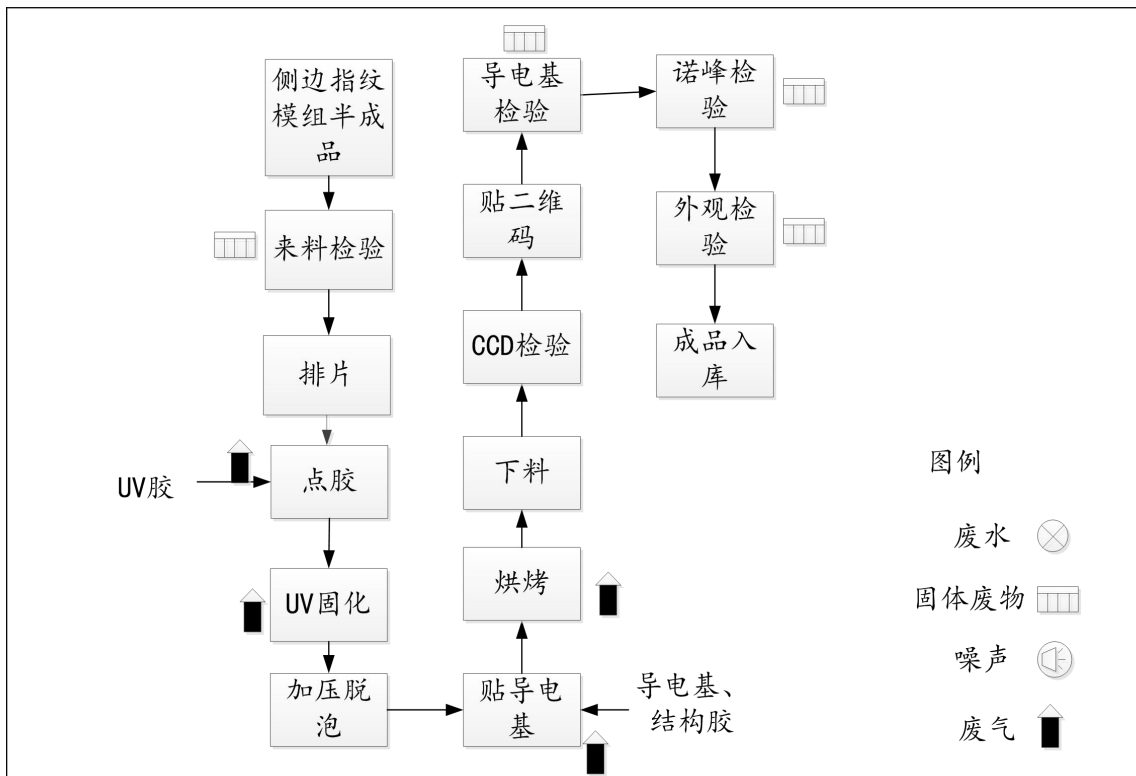 侧边指纹
模组半成
品
来料检验
排片
UV胶
点胶
UV固化
加压脱
泡
贴导电
基
导电基、
结构胶
烘烤
下料
CCD检验
贴二维
码
导电基
检验
诺峰检
验
外观检
验
成品入
库
图例
废水
固体废物
噪声
废气